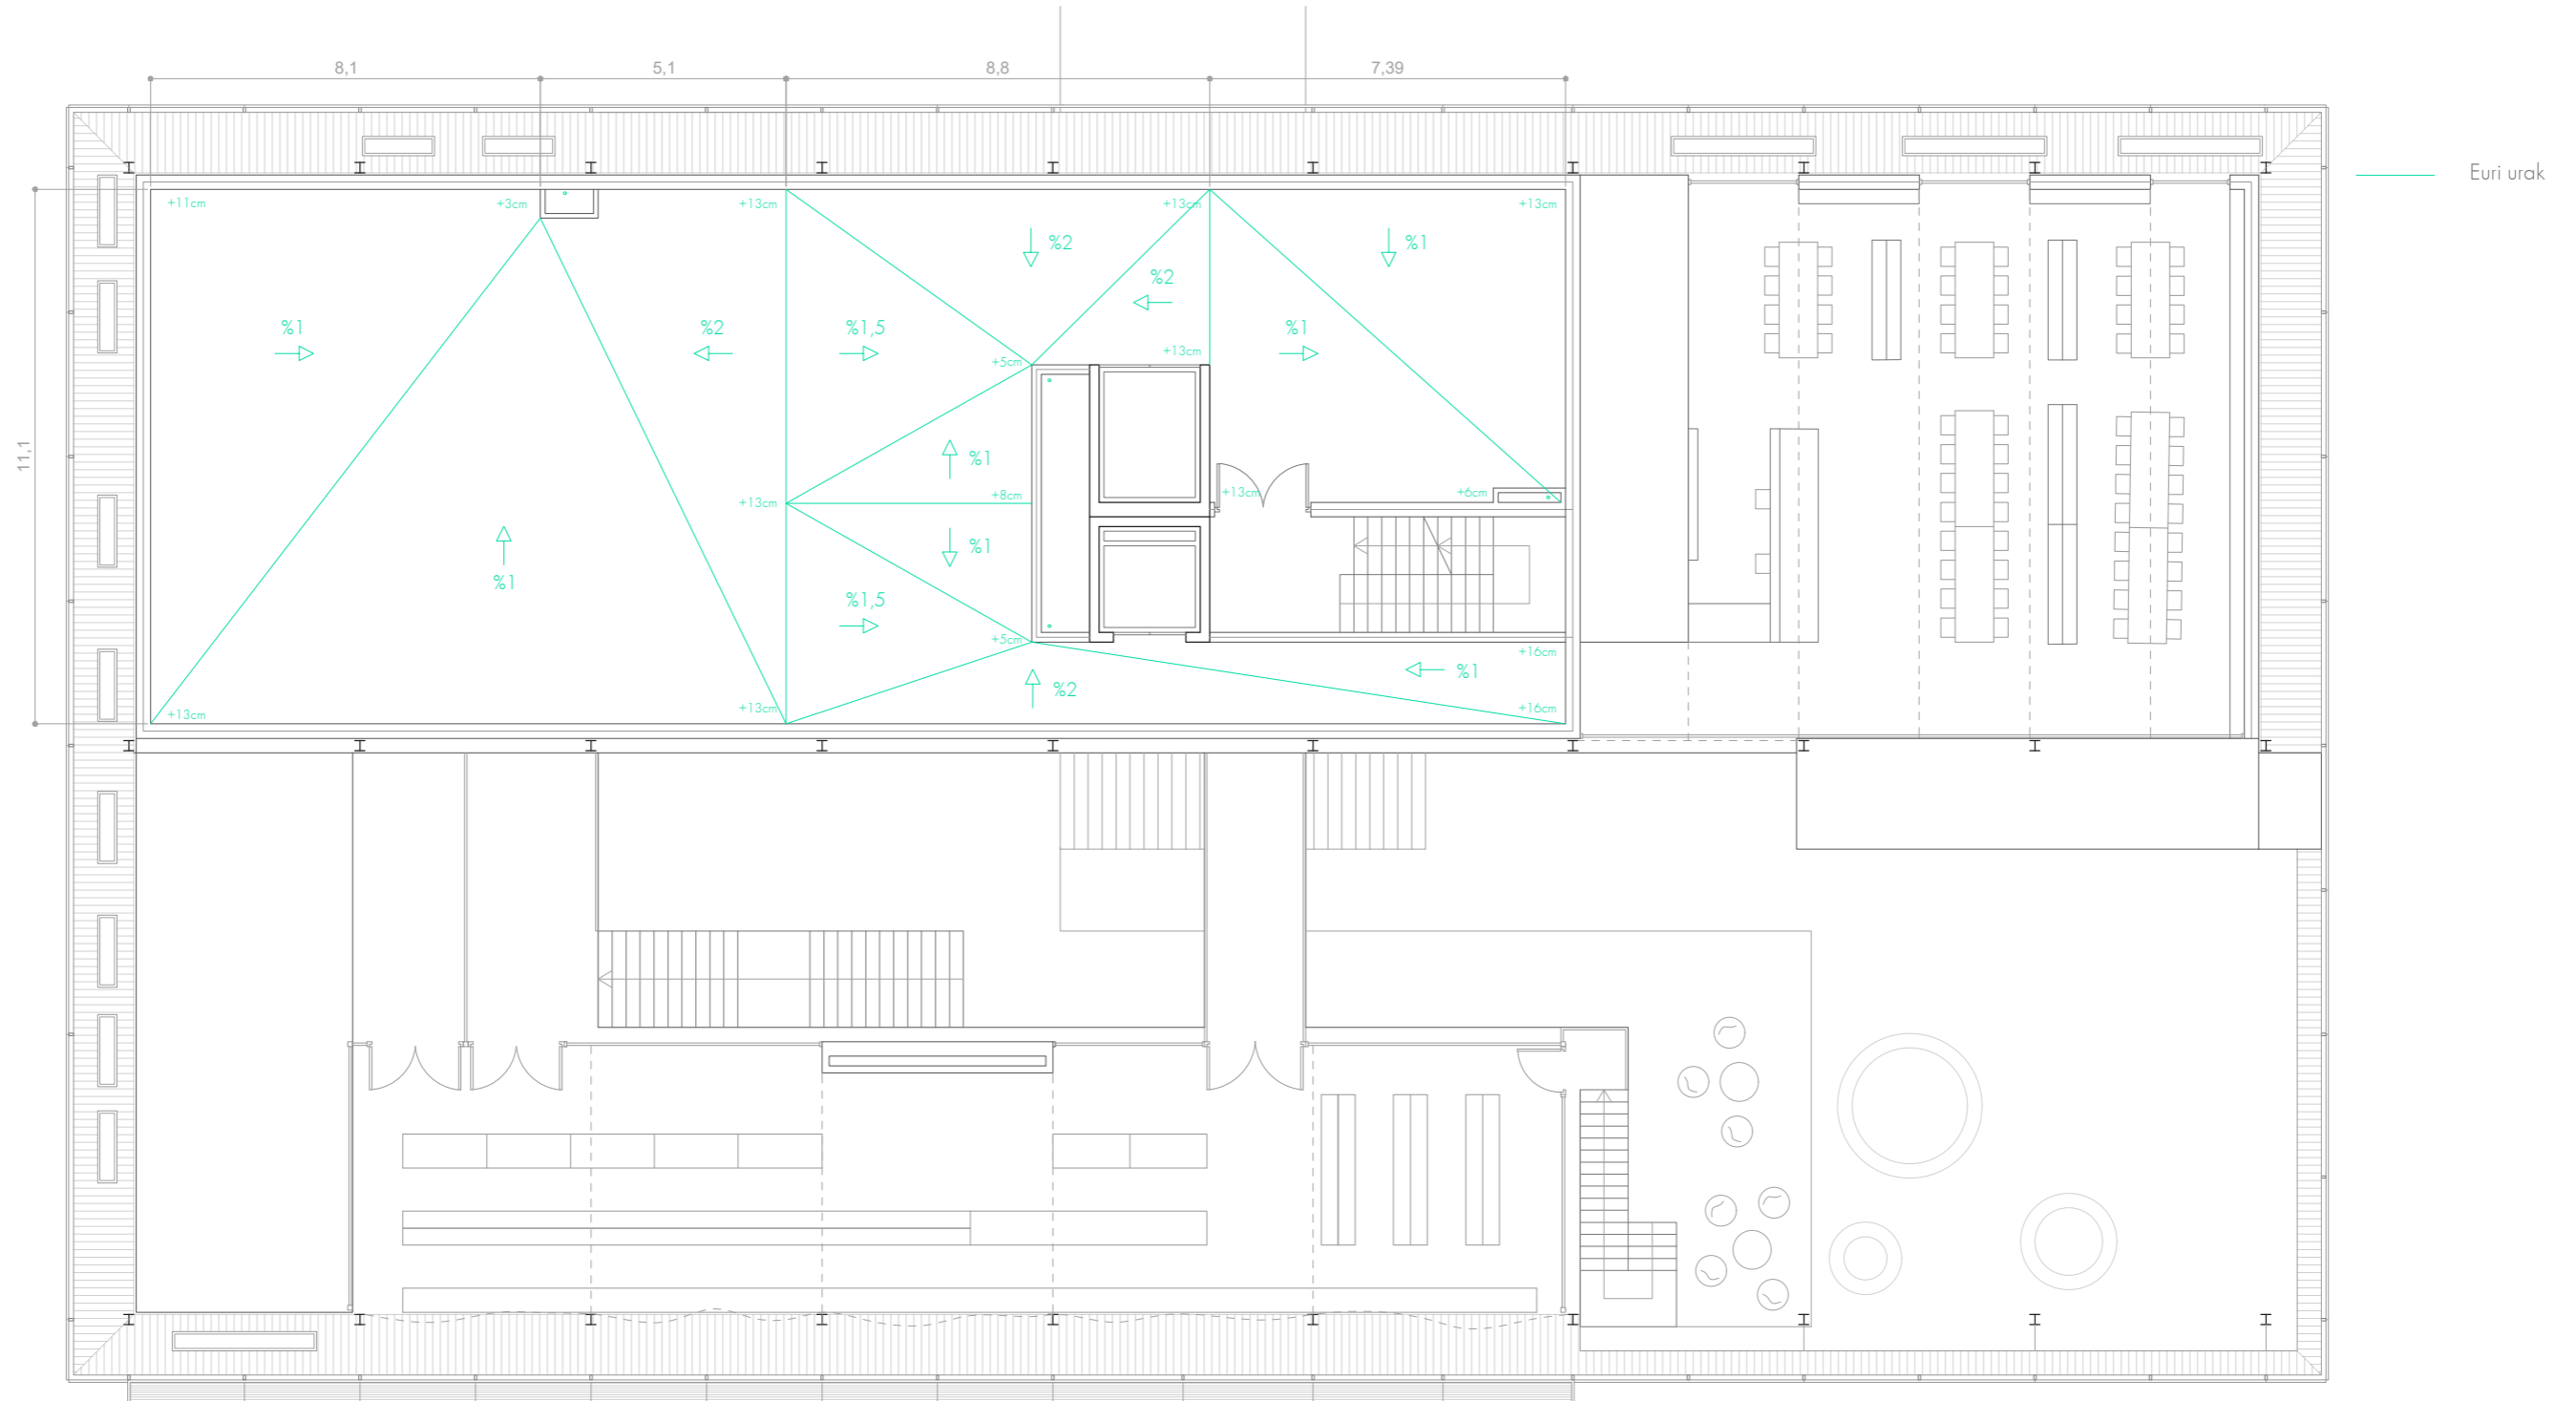 8,1 5,1 8,8 7,39
Euri urak
+11cm +3cm +13cm +13cm +13cm
%2 %1
%2
%1 %2 %1,5 %1
+5cm +13cm
11,1
%1
+13cm +8cm +13cm +6cm
%1
%1
%1,5
+5cm +16cm
%1
%2
+13cm +13cm +16cm